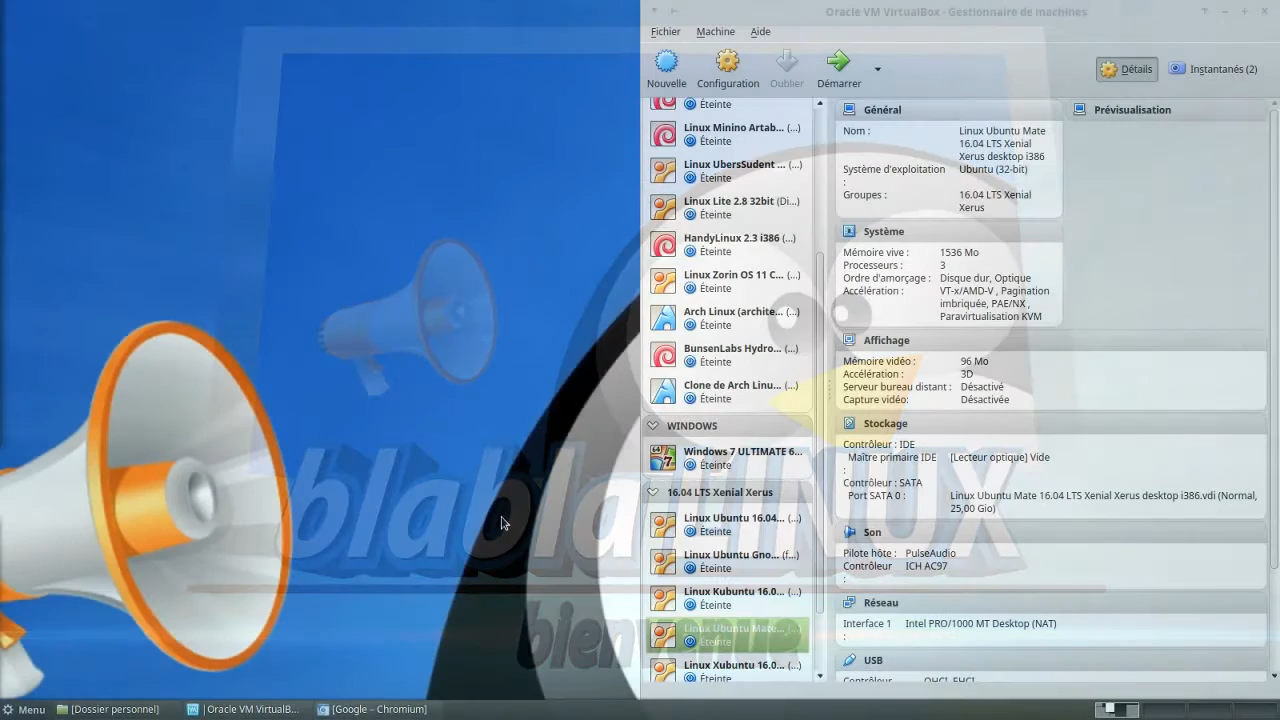 Oracle VM VirtualBox - Gestionnaire de machines
Fichier Machine Aide
Nouvelle Configuration Oublier Démarrer
Détails Instantanés (2)
Éteinte
Linux Minino Artab... (...)
Éteinte
Linux UbersSudent ... (...)
Éteinte
Linux Lite 2.8 32bit (Di...)
Éteinte
HandyLinux 2.3 i386 (...)
Éteinte
Linux Zorin OS 11 C... (...)
Éteinte
Arch Linux (archite... (...)
Éteinte
BunsenLabs Hydro... (...)
Éteinte
Clone de Arch Linu... (...)
Éteinte
WINDOWS
Windows 7 ULTIMATE 6...
Éteinte
16.04 LTS Xenial Xerus
Linux Ubuntu 16.04... (...)
Éteinte
Linux Ubuntu Gno... (f...)
Éteinte
Linux Kubuntu 16.0... (...)
Éteinte
Linux Ubuntu Mate... (...)
Éteinte
Linux Xubuntu 16.0... (...)
Éteinte
Général
Nom : Linux Ubuntu Mate
16.04 LTS Xenial
Xerus desktop i386
Système d'exploitation Ubuntu (32-bit)
:
Groupes : 16.04 LTS Xenial
Xerus
Prévisualisation
Système
Mémoire vive : 1536 Mo
Processeurs : 3
Ordre d'amorçage : Disque dur, Optique
Accélération : VT-x/AMD-V , Pagination
imbriquée, PAE/NX ,
Paravirtualisation KVM
Affichage
Mémoire vidéo : 96 Mo
Accélération : 3D
Serveur bureau distant : Désactivé
Capture vidéo: Désactivée
Stockage
Contrôleur : IDE
Maître primaire IDE [Lecteur optique] Vide
:
Contrôleur : SATA
Port SATA 0 : Linux Ubuntu Mate 16.04 LTS Xenial Xerus desktop i386.vdi (Normal,
25,00 Gio)
Son
Pilote hôte : PulseAudio
Contrôleur ICH AC97
:
Réseau
Interface 1 Intel PRO/1000 MT Desktop (NAT)
:
USB
Contrôleur OHCI, EHCI
blablaLINUX
bienvenue
Menu [Dossier personnel] [Oracle VM VirtualB... [Google – Chromium]